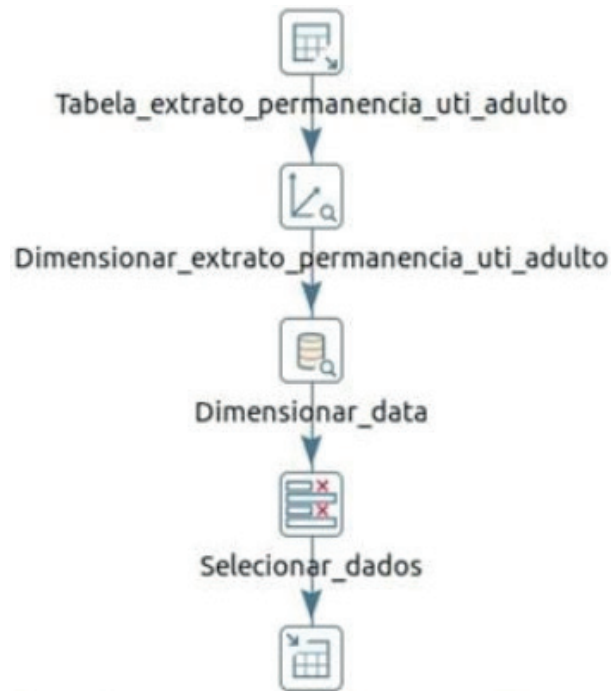 Tabela_extrato_permanencia_uti_adulto
Dimensionar_extrato_permanencia_uti_adulto
Dimensionar_data
Selecionar_dados